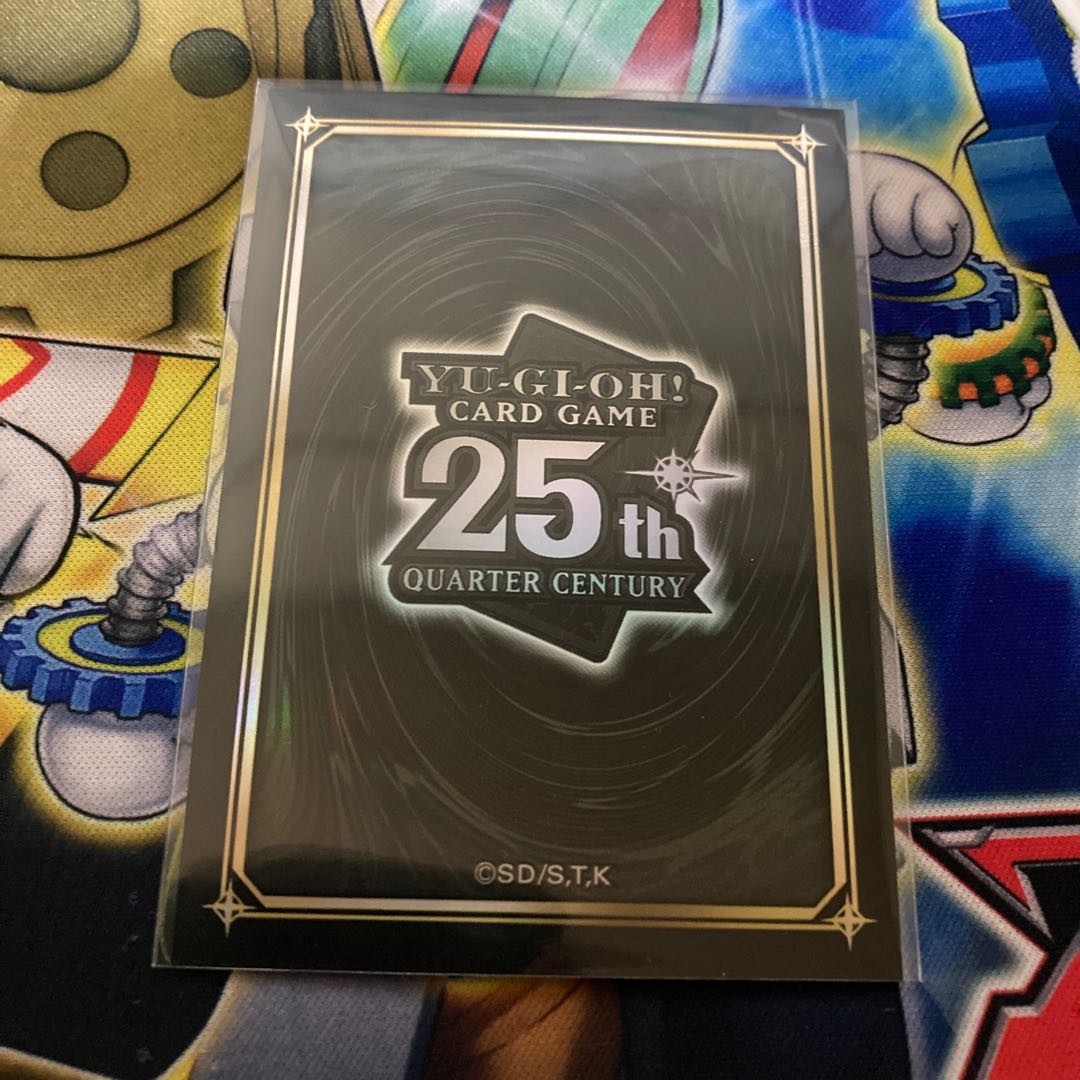 YU-GI-OH!
CARD GAME
25th
QUARTER CENTURY
©SD/S,T,K